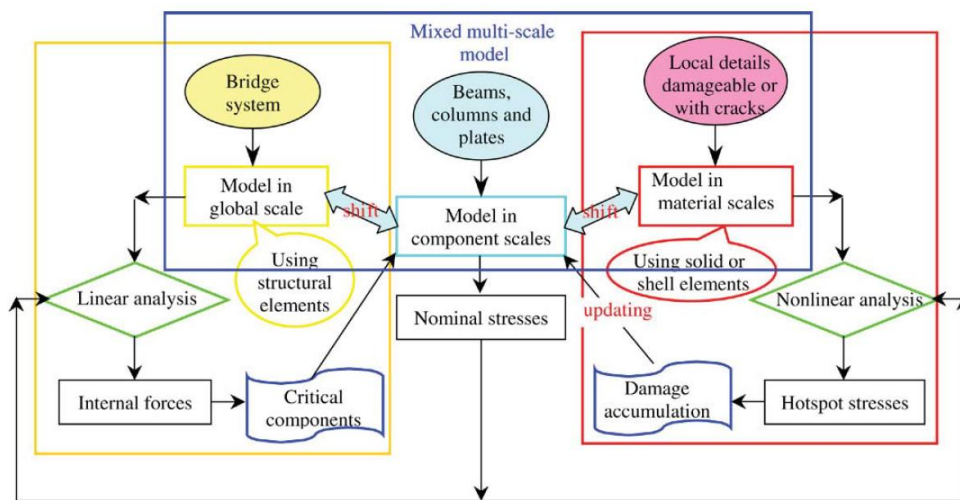 Mixed multi-scale
model
Bridge
system
Beams,
columns and
plates
Local details
damageable or
with cracks
Model in
global scale
shift
Model in
component scales
shift
Model in
material scales
Using
structural
elements
Using solid or
shell elements
Linear analysis
Nominal stresses
updating
Nonlinear analysis
Internal forces
Critical
components
Damage
accumulation
Hotspot stresses